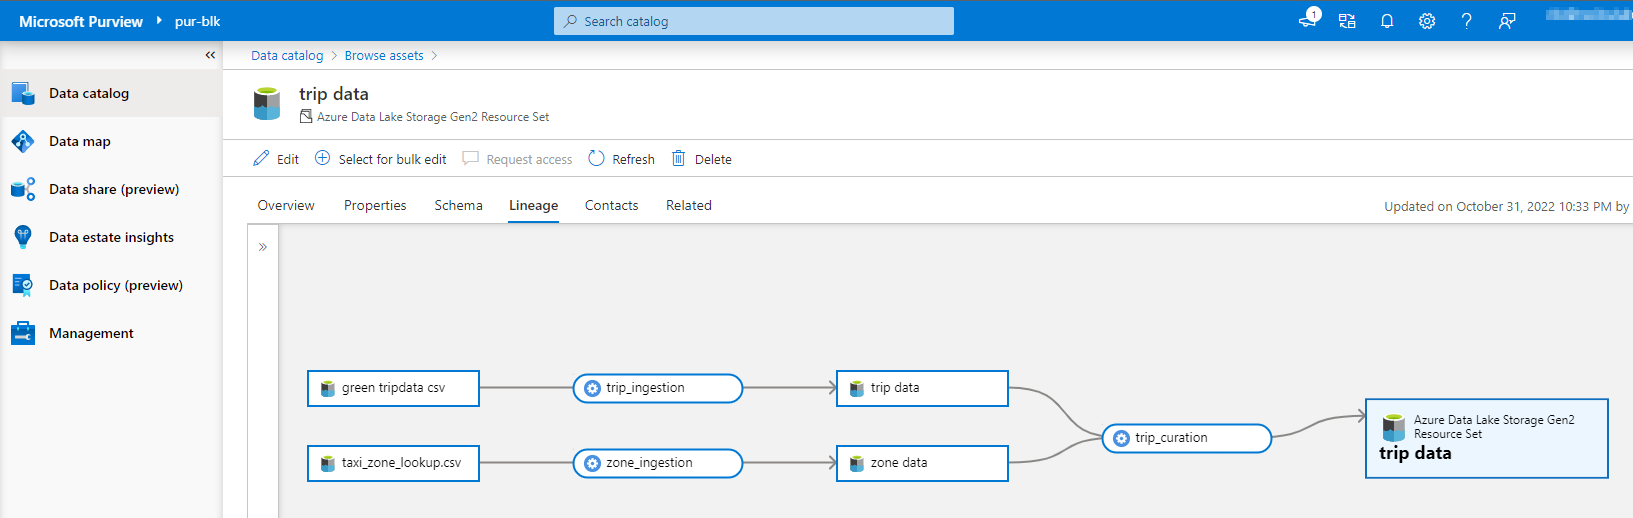 Microsoft Purview pur-blk
Search catalog
1
Data catalog Browse assets
Data catalog
Data map
Data share (preview)
Data estate insights
Data policy (preview)
Management
trip data
Azure Data Lake Storage Gen2 Resource Set
Edit Select for bulk edit Request access Refresh Delete
Overview Properties Schema Lineage Contacts Related
Updated on October 31, 2022 10:33 PM by
green tripdata csv trip_ingestion trip data
trip_curation
Azure Data Lake Storage Gen2
Resource Set
trip data
taxi_zone_lookup.csv zone_ingestion zone data